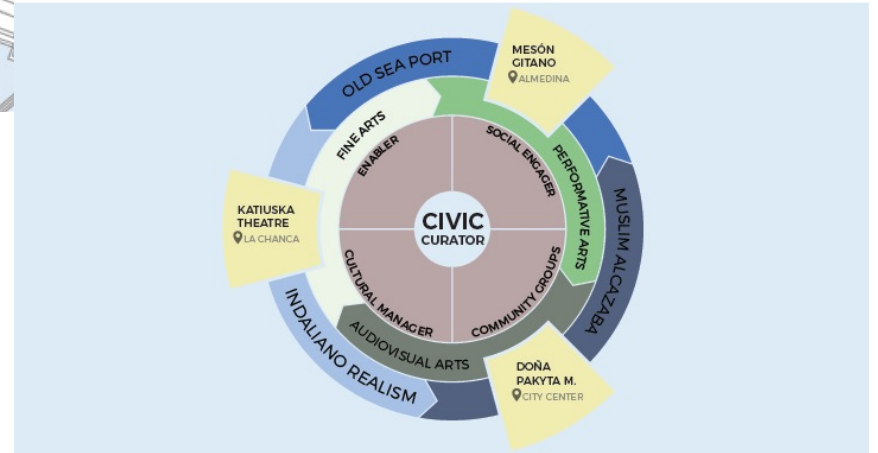 OLD SEA PORT
MESÓN
GITANO
ALMEDINA
FINE ARTS
ENABLER
SOCIAL ENGAGER
PERFORMATIVE ARTS
MUSLIM ALCAZABA
KATIUSKA
THEATRE
LA CHANCA
CIVIC
CURATOR
CULTURAL MANAGER
COMMUNITY GROUPS
AUDIOVISUAL ARTS
INDALIANO REALISM
DOÑA
PAKYTA M.
CITY CENTER